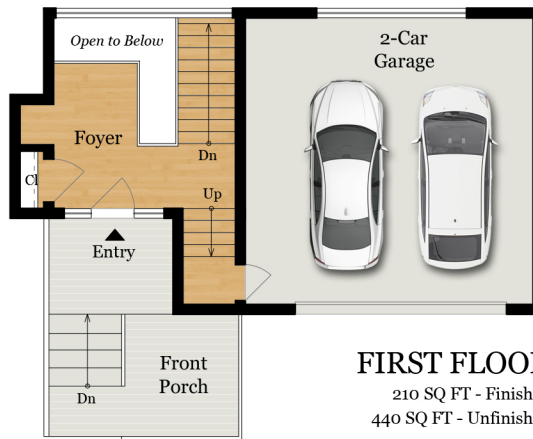 Open to Below
2-Car
Garage
Foyer
Dn
Cl
Up
Entry
Front
Porch
Dn
FIRST FLOO
210 SQ FT - Finish
440 SQ FT - Unfinish